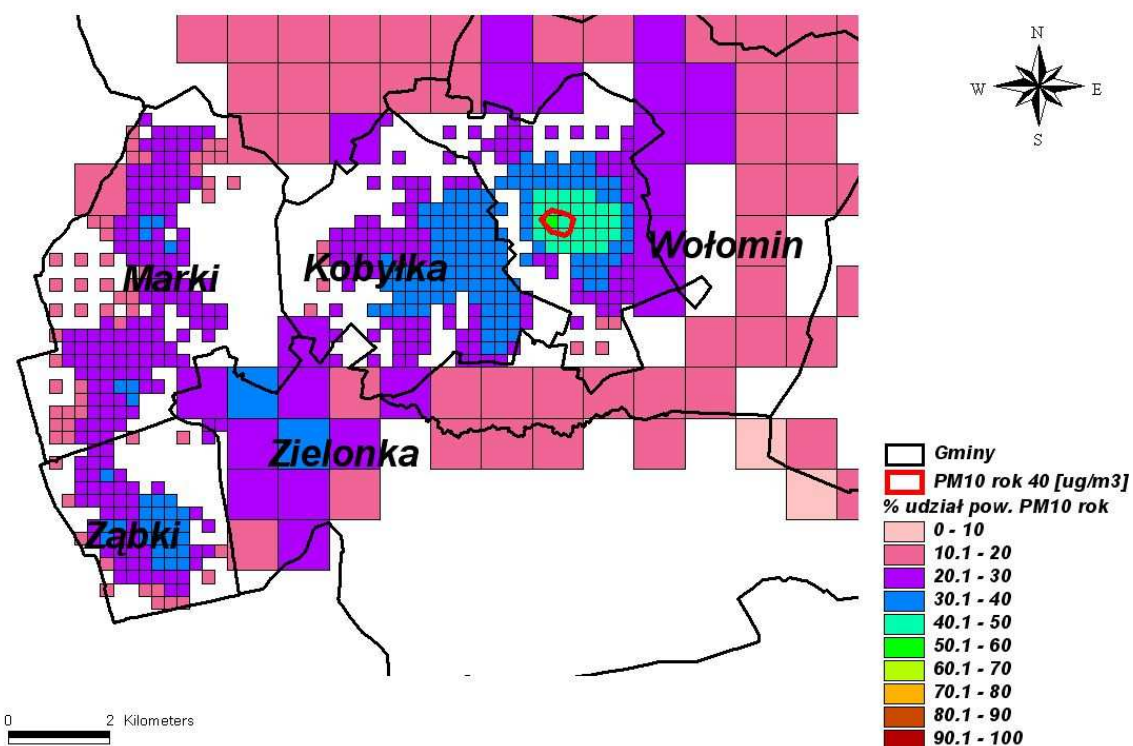 N
W E
S
Marki
Kobyłka
Wołomin
Zielonka
Ząbki
Gminy
PM10 rok 40 [ug/m3]
% udział pow. PM10 rok
0 - 10
10.1 - 20
20.1 - 30
30.1 - 40
40.1 - 50
50.1 - 60
60.1 - 70
70.1 - 80
80.1 - 90
90.1 - 100
0 2 Kilometers